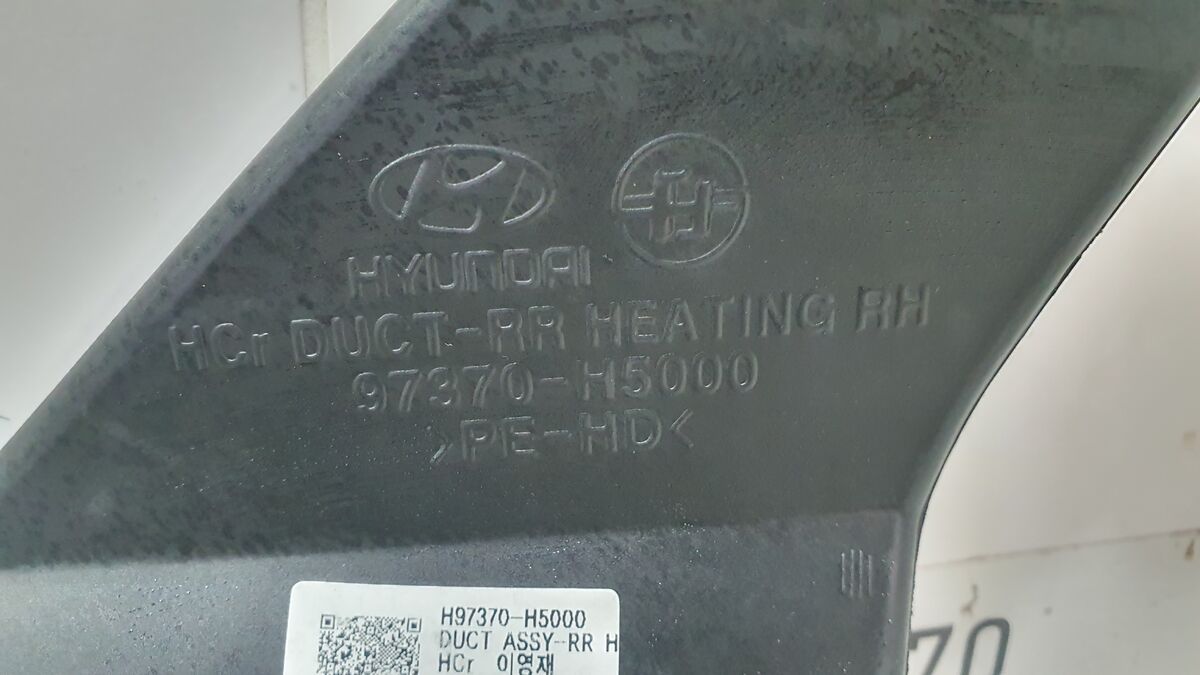 HYUNDAI
HCr DUCT-RR HEATING RH
97370-H5000
>PE-HD<
H97370-H5000
DUCT ASSY-RR H
HCr 이영재
70